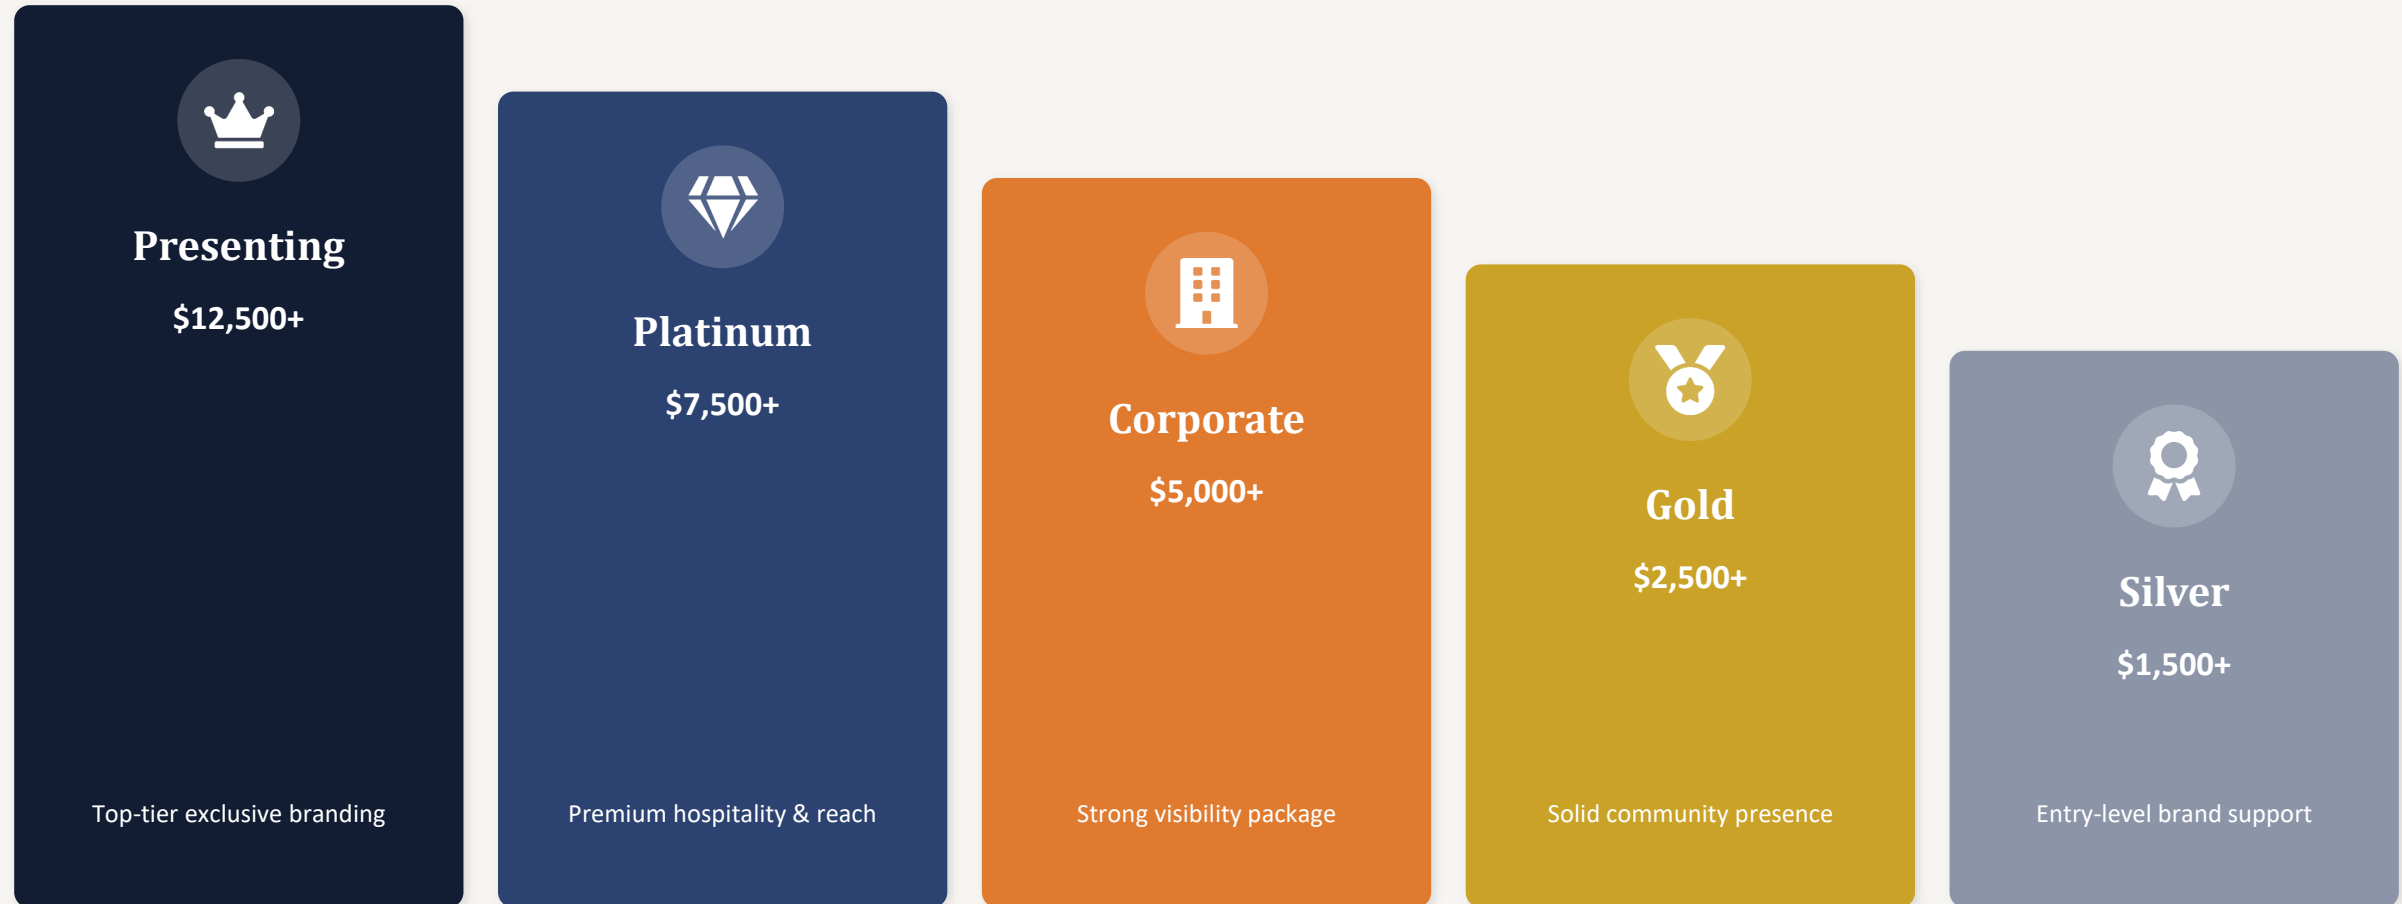 Presenting
$12,500+
Top-tier exclusive branding
Platinum
$7,500+
Premium hospitality & reach
Corporate
$5,000+
Strong visibility package
Gold
$2,500+
Solid community presence
Silver
$1,500+
Entry-level brand support